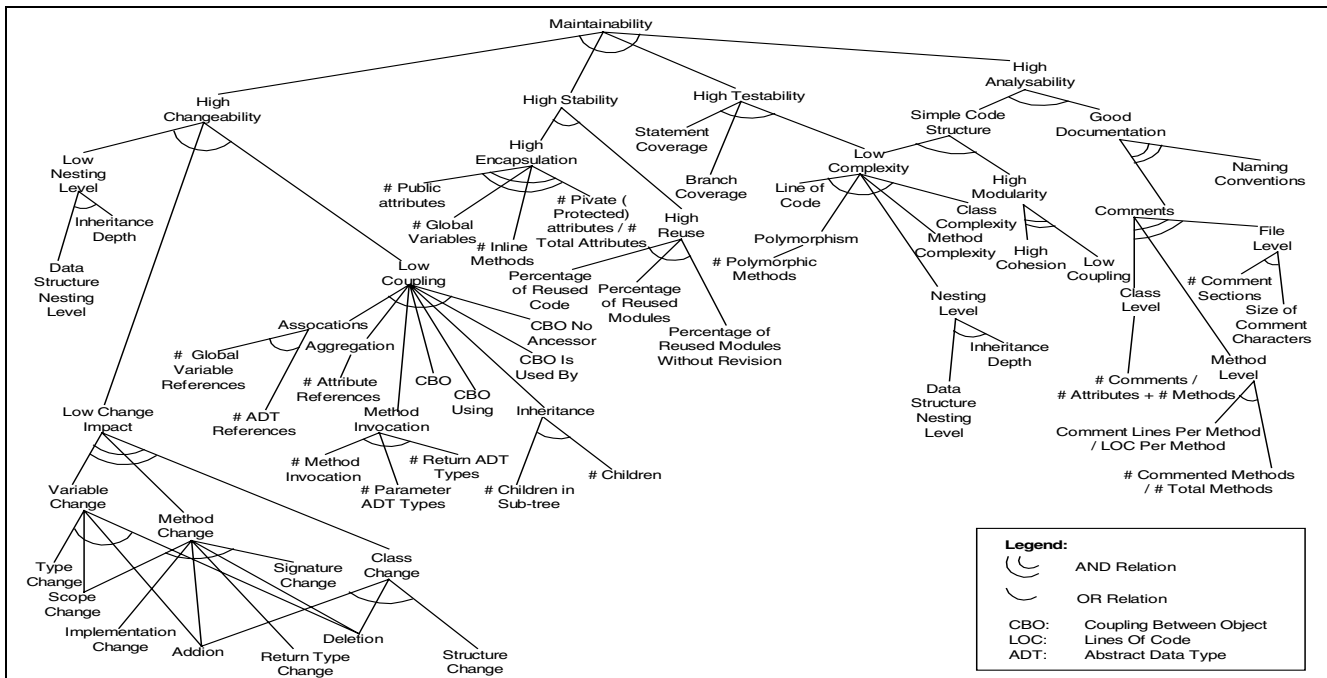 Maintainability
High
Changeability
High Stability
High Testability
High
Analysability
Low
Nesting
Level
Inheritance
Depth
Data
Structure
Nesting
Level
High
Encapsulation
# Public
attributes
# Global
Variables
# Inline
Methods
# Pivate (
Protected)
attributes / #
Total Attributes
High
Reuse
Percentage
of Reused
Code
Percentage
of Reused
Modules
Percentage of
Reused Modules
Without Revision
Statement
Coverage
Branch
Coverage
Low
Complexity
Line of
Code
Polymorphism
# Polymorphic
Methods
Class
Complexity
Method
Complexity
Nesting
Level
Inheritance
Depth
Data
Structure
Nesting
Level
Simple Code
Structure
High
Modularity
High
Cohesion
Low
Coupling
Good
Documentation
Naming
Conventions
Comments
File
Level
# Comment
Sections
Size of
Comment
Characters
Class
Level
# Comments /
# Attributes + # Methods
Method
Level
Comment Lines Per Method
/ LOC Per Method
# Commented Methods
/ # Total Methods
Low
Coupling
Assocations
# Global
Variable
References
# ADT
References
Aggregation
# Attribute
References
Method
Invocation
# Method
Invocation
# Parameter
ADT Types
# Return ADT
Types
CBO
CBO
Using
CBO Is
Used By
CBO No
Ancessor
Inheritance
# Children in
Sub-tree
# Children
Low Change
Impact
Variable
Change
Method
Change
Class
Change
Type
Change
Scope
Change
Implementation
Change
Addion
Return Type
Change
Signature
Change
Deletion
Structure
Change
Legend:
AND Relation
OR Relation
CBO: Coupling Between Object
LOC: Lines Of Code
ADT: Abstract Data Type